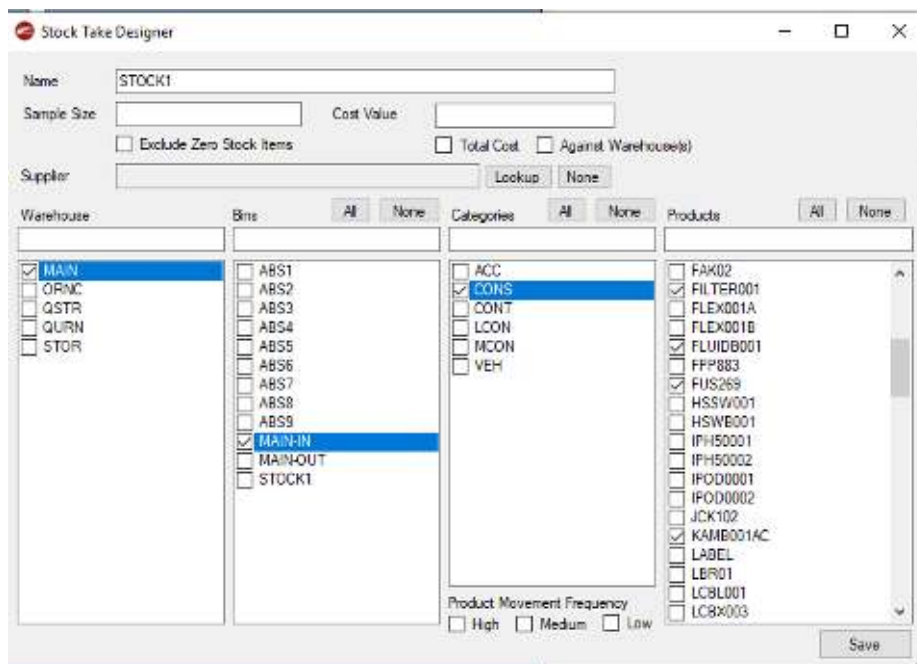 Stock Take Designer
Name STOCK1
Sample Size Cost Value
Exclude Zero Stock Items Total Cost Against Warehouse(s)
Supplier Lookup None
Warehouse Bins All None Categories All None Products All None
MAIN ABS1 ACC FAK02
ORNC ABS2 CONS FILTER001
QSTR ABS3 CONT FLEX001A
QURN ABS4 LCON FLEX001B
STOR ABS5 MCON FLUIDB001
ABS6 VEH FFP883
ABS7 FUS269
ABS8 HSSW001
ABS9 HSWB001
MAIN-IN IPH50001
MAIN-OUT IPH50002
STOCK1 IPOD0001
IPOD0002
JCK102
KAMB001AC
LABEL
LBR01
Product Movement Frequency LCBL001
High Medium Low LCBX003
Save